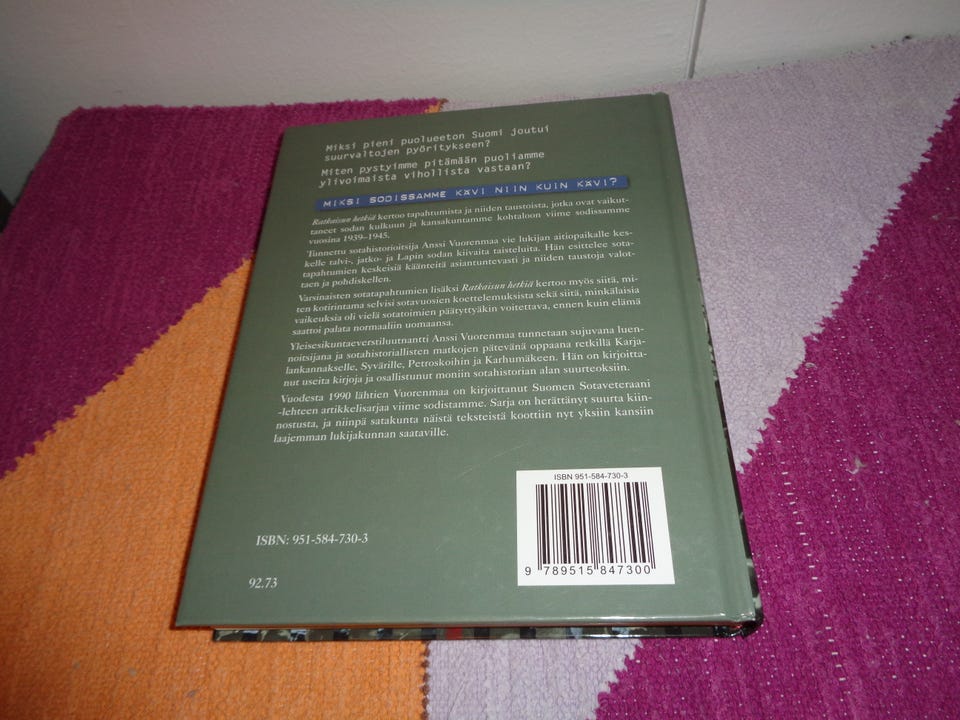 Miksi pieni puolueeton Suomi joutui
suurvaltojen pyöritykseen?
Miten pystyimme pitämään puoliamme
ylivoimaista vihollista vastaan?
MIKSI SODISSAMME KÄVI NIIN KUIN KÄVI?
Ratkaisun hetkiä kertoo tapahtumista ja niiden taustoista, jotka ovat vaikut-
taneet sodan kulkuun ja kansakuntamme kohtaloon viime sodissamme
vuosina 1939–1945.
Tunnettu sotahistorioitsija Anssi Vuorenmaa vie lukijan aitiopaikalle kes-
kelle talvi-, jatko- ja Lapin sodan kiivaita taisteluita. Hän esittelee sota-
tapahtumien keskeisiä käänteitä asiantuntevasti ja niiden taustoja valot-
taen ja pohdiskellen.
Varsinaisten sotatapahtumien lisäksi Ratkaisun hetkiä kertoo myös siitä, mi-
ten kotirintama selvisi sotavuosien koettelemuksista sekä siitä, minkälaisia
vaikeuksia oli vielä sotatoimien päätyttyäkin voitettava, ennen kuin elämä
saattoi palata normaaliin uomaansa.
Yleisesikuntaeverstiluutnantti Anssi Vuorenmaa tunnetaan sujuvana luen-
noitsijana ja sotahistoriallisten matkojen pätevänä oppaana retkillä Karja-
lankannakselle, Syvärille, Petroskoihin ja Karhumäkeen. Hän on kirjoitta-
nut useita kirjoja ja osallistunut moniin sotahistorian alan suurteoksiin.
Vuodesta 1990 lähtien Vuorenmaa on kirjoittanut Suomen Sotaveteraani
-lehteen artikkelisarjaa viime sodistamme. Sarja on herättänyt suurta kiin-
nostusta, ja niinpä satakunta näistä teksteistä koottiin nyt yksiin kansiin
laajemman lukijakunnan saataville.
ISBN 951-584-730-3
9 789515 847300
ISBN: 951-584-730-3
92.73